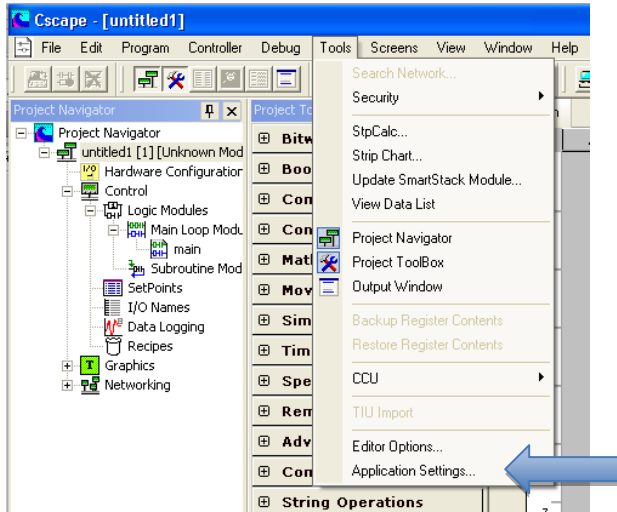 Cscape - [untitled1]
File Edit Program Controller Debug Tools Screens View Window Help
Project Navigator
Project Navigator
untitled1 [1] [Unknown Mod
Hardware Configuration
Control
Logic Modules
Main Loop Modu
main
Subroutine Mod
SetPoints
I/O Names
Data Logging
Recipes
Graphics
Networking
Project To
Bitw
Boo
Con
Mat
Mov
Sim
Tim
Spe
Rem
Adv
Con
String Operations
Search Network...
Security
StpCalc...
Strip Chart...
Update SmartStack Module...
View Data List
Project Navigator
Project ToolBox
Output Window
Backup Register Contents
Restore Register Contents
CCU
TIU Import
Editor Options...
Application Settings...